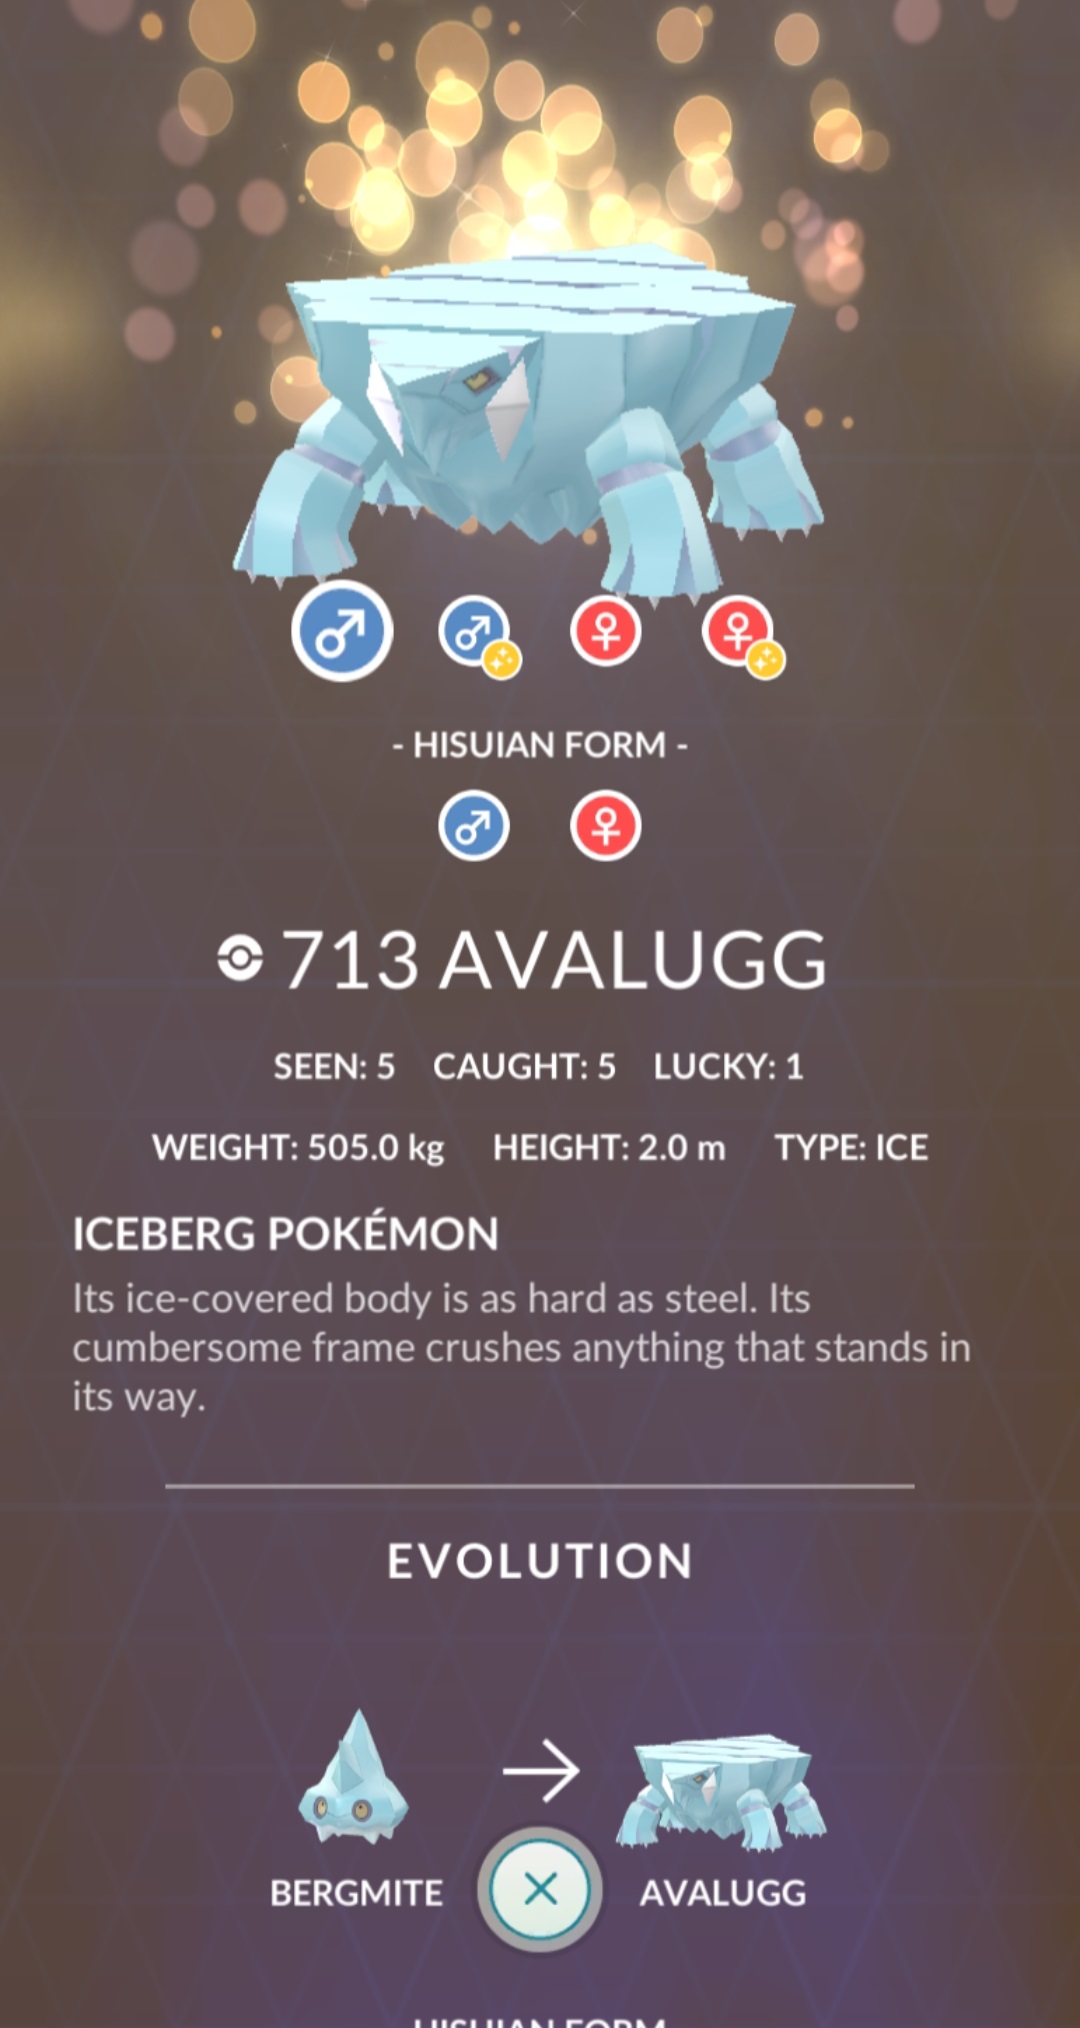 - HISUIAN FORM -
713 AVALUGG
SEEN: 5 CAUGHT: 5 LUCKY: 1
WEIGHT: 505.0 kg HEIGHT: 2.0 m TYPE: ICE
ICEBERG POKÉMON
Its ice-covered body is as hard as steel. Its
cumbersome frame crushes anything that stands in
its way.
EVOLUTION
BERGMITE AVALUGG
HISUIAN FORM